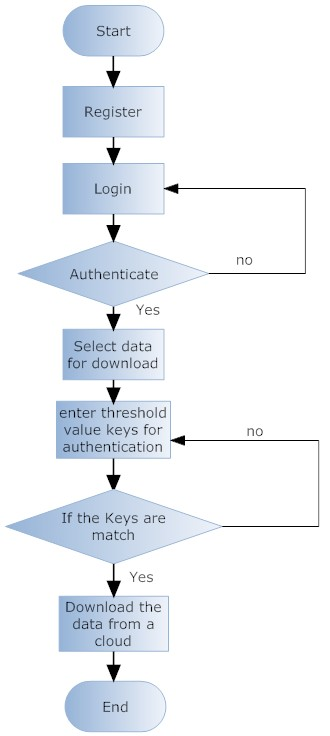 Start
Register
Login
Authenticate
no
Yes
Select data
for download
enter threshold
value keys for
authentication
no
If the Keys are
match
Yes
Download the
data from a
cloud
End